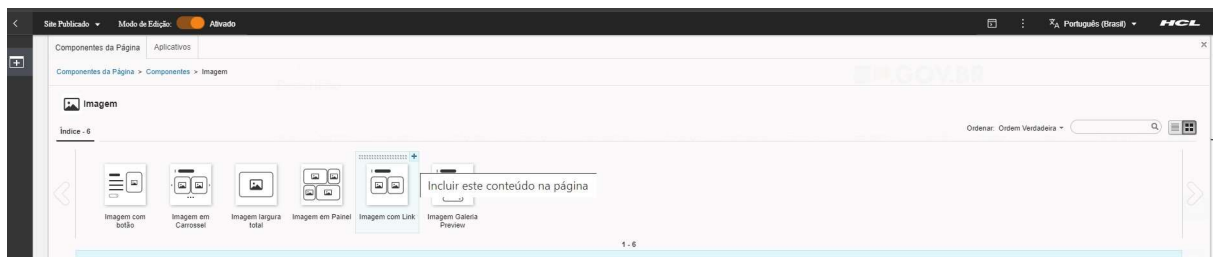 Site Publicado
Modo de Edição: Ativado
Português (Brasil)
HCL
Componentes da Página
Aplicativos
Componentes da Página > Componentes > Imagem
Imagem
Índice - 6
Ordenar: Ordem Verdadeira
Incluir este conteúdo na página
Imagem com botão
Imagem em Carrossel
Imagem largura total
Imagem em Painel
Imagem com Link
Imagem Galeria Preview
1 - 6